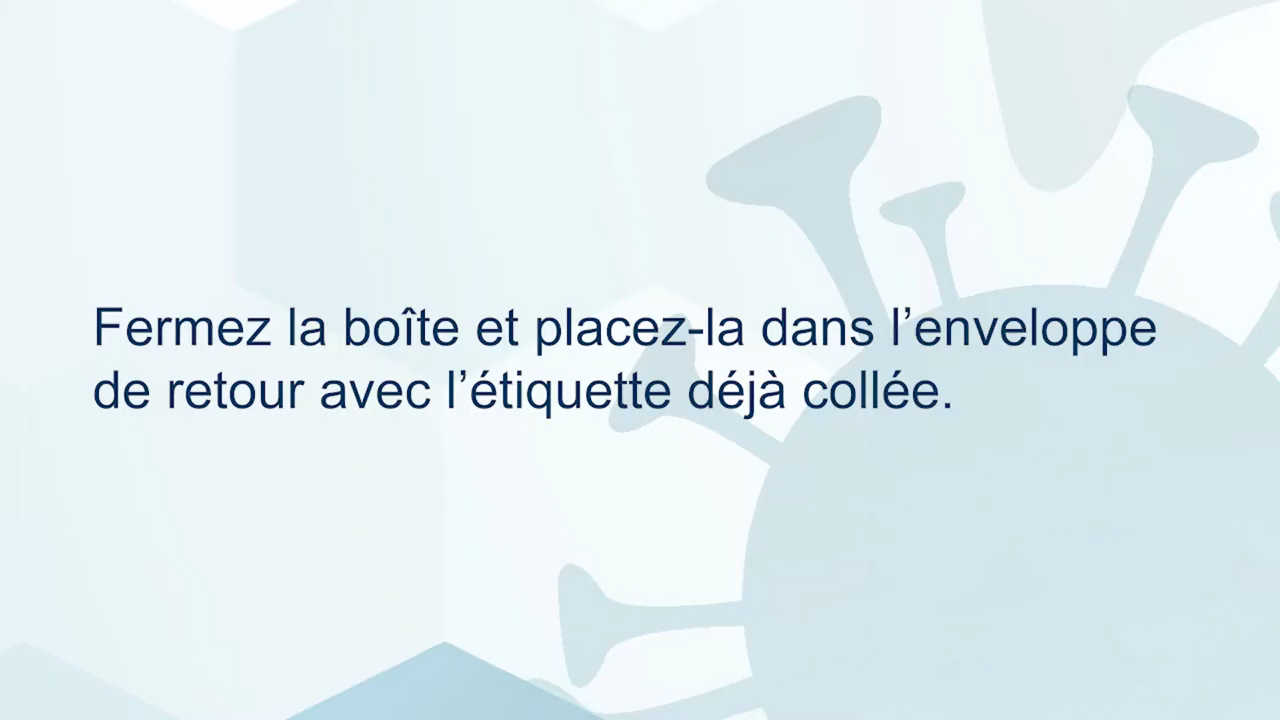 Fermez la boîte et placez-la dans l’enveloppe
de retour avec l’étiquette déjà collée.